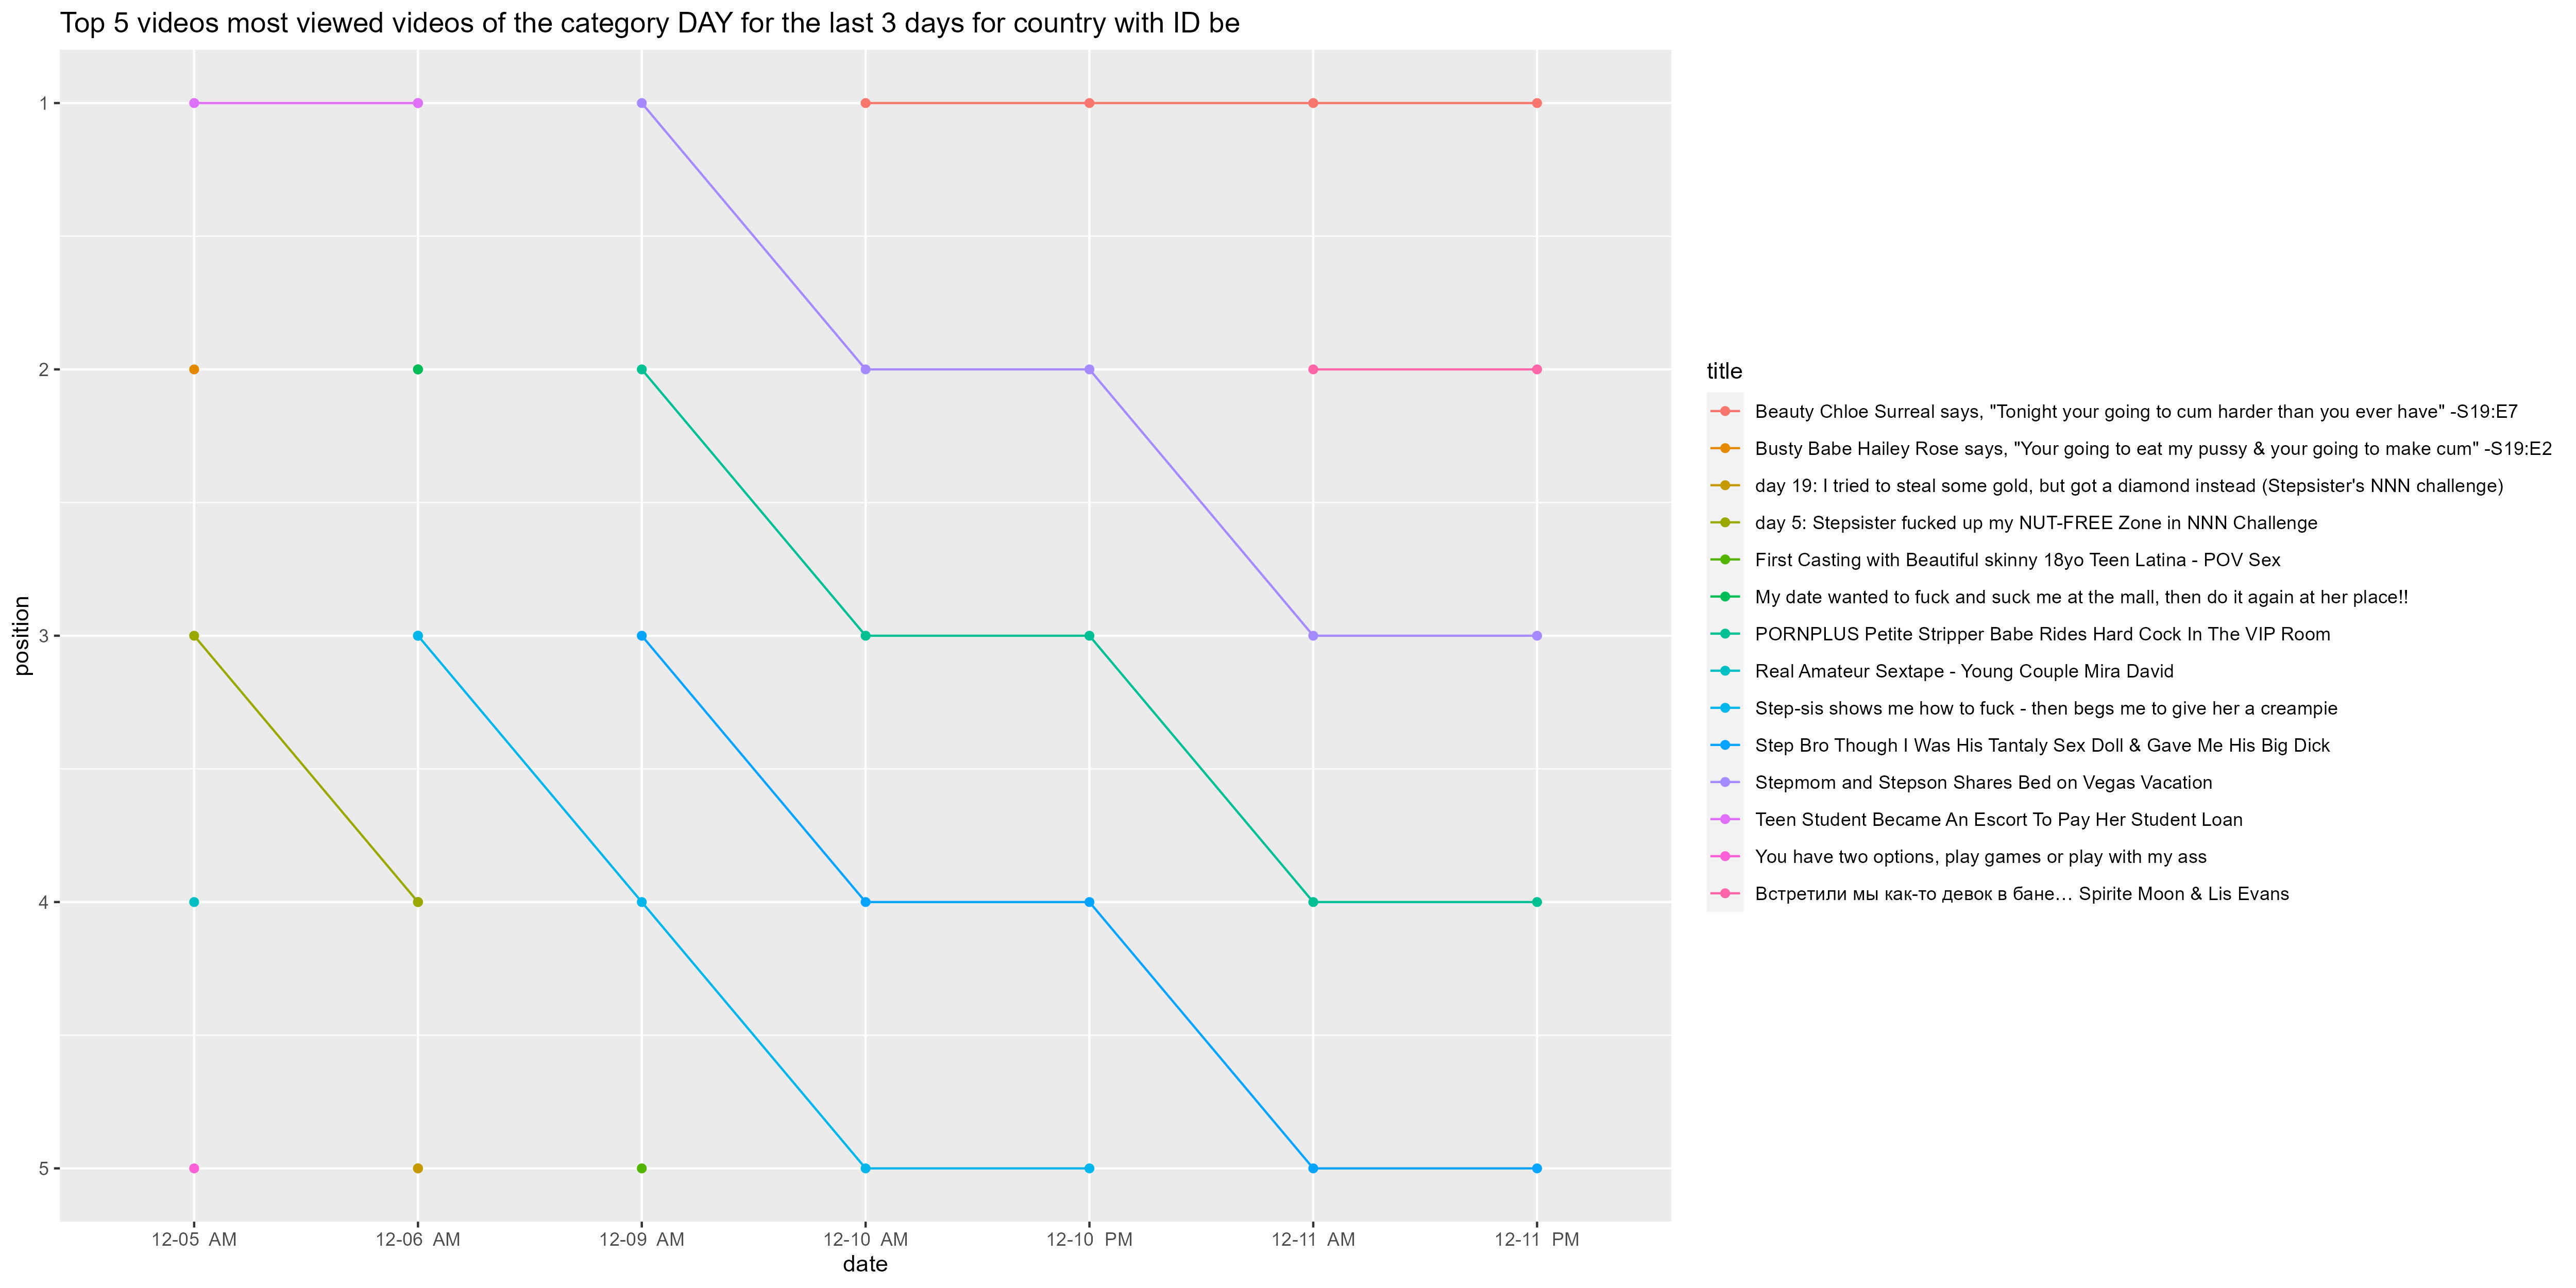 Top 5 videos most viewed videos of the category DAY for the last 3 days for country with ID be
1
2
3
4
5
position
12-05 AM
12-06 AM
12-09 AM
12-10 AM
12-10 PM
12-11 AM
12-11 PM
date
title
Beauty Chloe Surreal says, "Tonight your going to cum harder than you ever have" -S19:E7
Busty Babe Hailey Rose says, "Your going to eat my pussy & your going to make cum" -S19:E2
day 19: I tried to steal some gold, but got a diamond instead (Stepsister's NNN challenge)
day 5: Stepsister fucked up my NUT-FREE Zone in NNN Challenge
First Casting with Beautiful skinny 18yo Teen Latina - POV Sex
My date wanted to fuck and suck me at the mall, then do it again at her place!!
PORNPLUS Petite Stripper Babe Rides Hard Cock In The VIP Room
Real Amateur Sextape - Young Couple Mira David
Step-sis shows me how to fuck - then begs me to give her a creampie
Step Bro Though I Was His Tantaly Sex Doll & Gave Me His Big Dick
Stepmom and Stepson Shares Bed on Vegas Vacation
Teen Student Became An Escort To Pay Her Student Loan
You have two options, play games or play with my ass
Встретили мы как-то девок в бане… Spirite Moon & Lis Evans